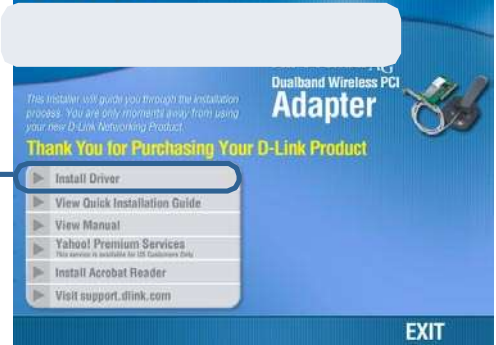 AG
Dualband Wireless PCI
Adapter
This Installer will guide you through the installation
process. You are only moments away from using
your new D-Link Networking Product.
Thank You for Purchasing Your D-Link Product
Install Driver
View Quick Installation Guide
View Manual
Yahoo! Premium Services
This service is available for US Customers Only
Install Acrobat Reader
Visit support.dlink.com
EXIT